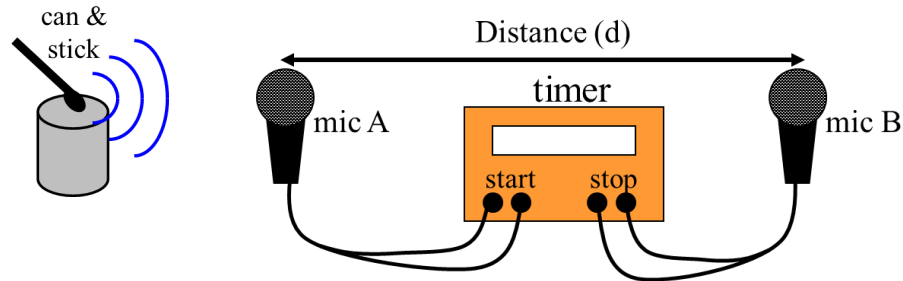 can &
stick
Distance (d)
timer
mic A
mic B
start
stop